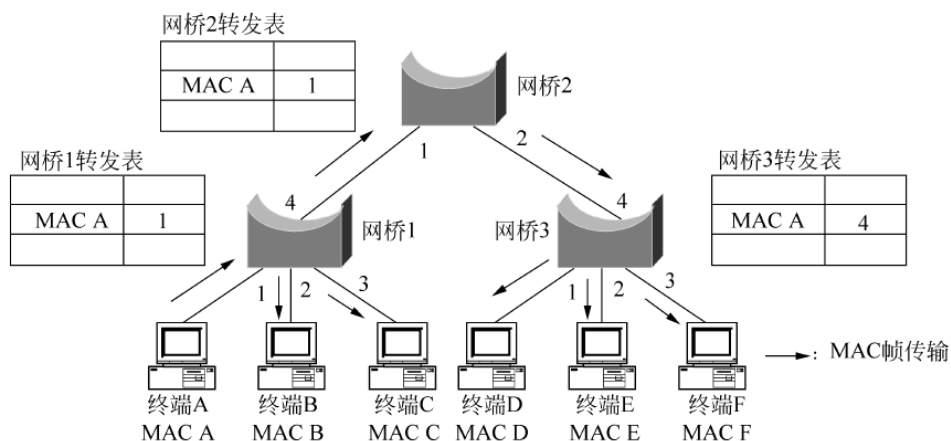 网桥2转发表
MAC A 1
网桥2
1 2
网桥1转发表
MAC A 1
网桥3转发表
MAC A 4
4 4
网桥1 网桥3
1 2 3 1 2 3
终端A 终端B 终端C 终端D 终端E 终端F
MAC A MAC B MAC C MAC D MAC E MAC F
: MAC帧传输